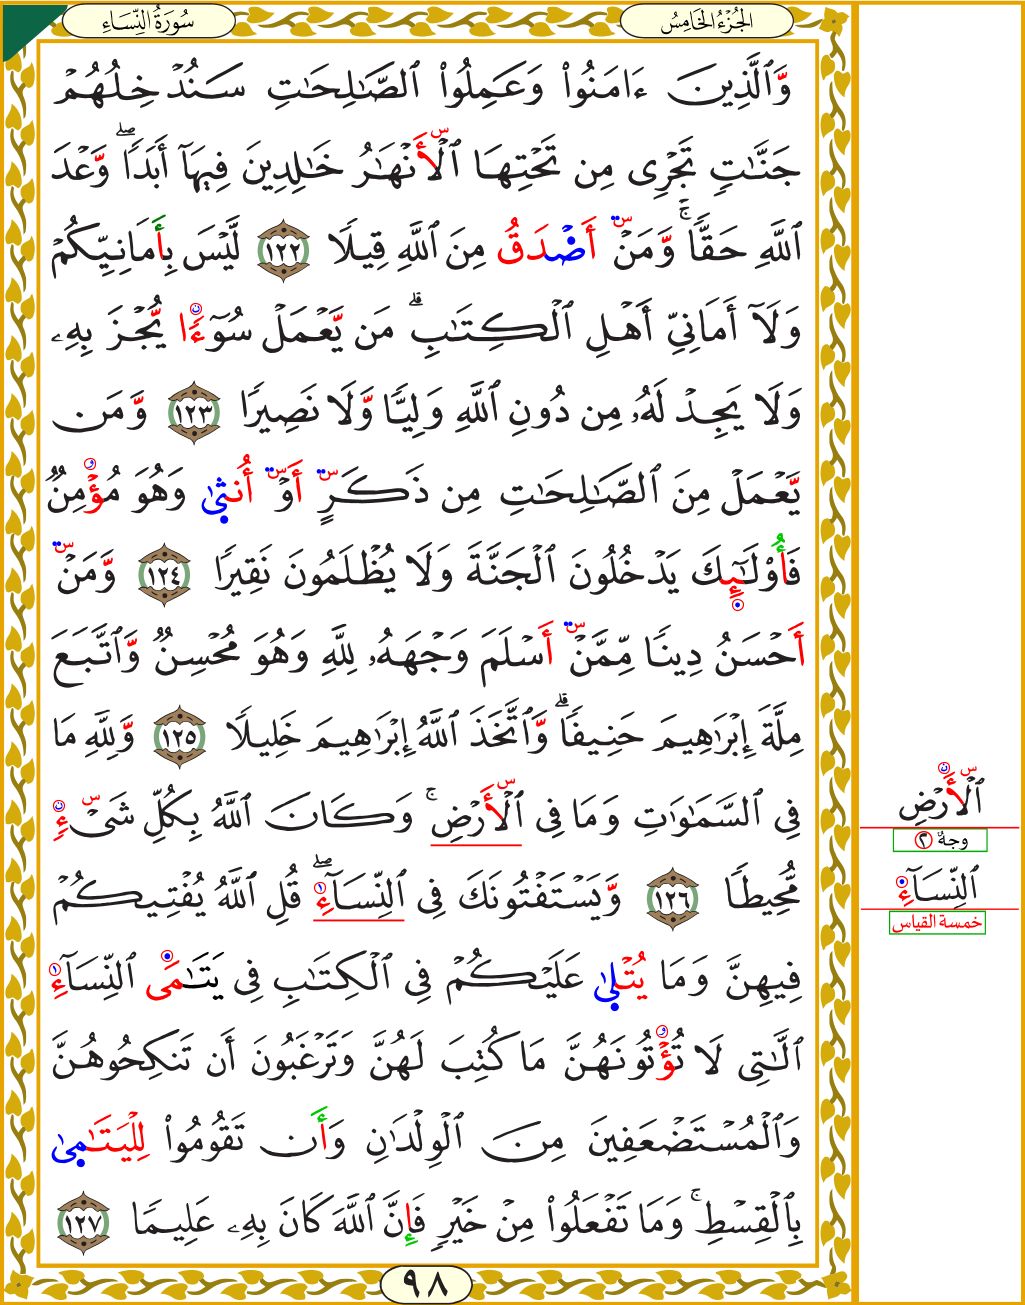 سُورَةُ النِّسَاءِ
الجُزْءُ الخَامِسُ
وَّٱلَّذِينَ ءَامَنُواْ وَعَمِلُواْ ٱلصَّٰلِحَٰتِ سَنُدْخِلُهُمْ
جَنَّٰتٍ تَجْرِى مِن تَحْتِهَا ٱلْأَنْهَٰرُ خَٰلِدِينَ فِيهَآ أَبَدًاۖ وَّعْدَ
ٱللَّهِ حَقًّاۚ وَّمَنْ أَصْدَقُ مِنَ ٱللَّهِ قِيلًا ١٢٢ لَّيْسَ بِأَمَانِيِّكُمْ
وَلَآ أَمَانِيِّ أَهْلِ ٱلْكِتَٰبِۗ مَن يَّعْمَلْ سُوٓءًا يُّجْزَ بِهِۦ
وَلَا يَجِدْ لَهُۥ مِن دُونِ ٱللَّهِ وَلِيًّا وَّلَا نَصِيرًا ١٢٣ وَّمَن
يَّعْمَلْ مِنَ ٱلصَّٰلِحَٰتِ مِن ذَكَرٍ أَوْ أُنثٜىٰ وَهُوَ مُؤْمِنٌ
فَأُوْلَٰٓئِكَ يَدْخُلُونَ ٱلْجَنَّةَ وَلَا يُظْلَمُونَ نَقِيرًا ١٢٤ وَّمَنْ
أَحْسَنُ دِينًا مِّمَّنْ أَسْلَمَ وَجْهَهُۥ لِلَّهِ وَهُوَ مُحْسِنٌ وَّٱتَّبَعَ
مِلَّةَ إِبْرَٰهِيمَ حَنِيفًاۗ وَّٱتَّخَذَ ٱللَّهُ إِبْرَٰهِيمَ خَلِيلًا ١٢٥ وَّلِلَّهِ مَا
فِى ٱلسَّمَٰوَٰتِ وَمَا فِى ٱلْأَرْضِۚ وَكَانَ ٱللَّهُ بِكُلِّ شَىْءٍ
مُّحِيطًا ١٢٦ وَّيَسْتَفْتُونَكَ فِى ٱلنِّسَآءِۖ قُلِ ٱللَّهُ يُفْتِيكُمْ
فِيهِنَّ وَمَا يُتْلٜىٰ عَلَيْكُمْ فِى ٱلْكِتَٰبِ فِى يَتَٰمَى ٱلنِّسَآءِ
ٱلَّٰتِى لَا تُؤْتُونَهُنَّ مَا كُتِبَ لَهُنَّ وَتَرْغَبُونَ أَن تَنكِحُوهُنَّ
وَٱلْمُسْتَضْعَفِينَ مِنَ ٱلْوِلْدَٰنِ وَأَن تَقُومُواْ لِلْيَتَٰمٜىٰ
بِٱلْقِسْطِۚ وَمَا تَفْعَلُواْ مِنْ خَيْرٍ فَإِنَّ ٱللَّهَ كَانَ بِهِۦ عَلِيمًا ١٢٧
ٱلْأَرْضِ
وجهٌ ٢
ٱلنِّسَآءِ
خمسة القياس
٩٨